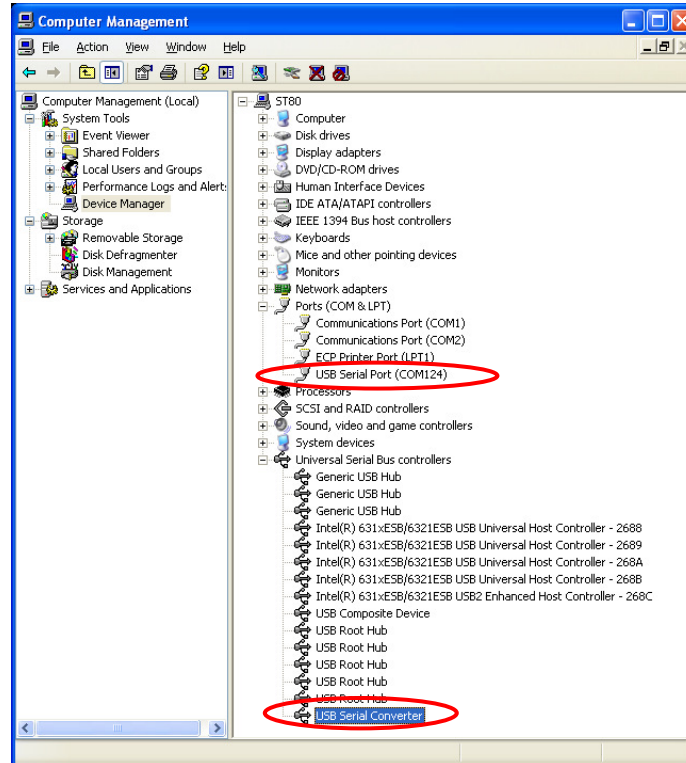 Computer Management
File Action View Window Help
Computer Management (Local)
System Tools
Event Viewer
Shared Folders
Local Users and Groups
Performance Logs and Alert:
Device Manager
Storage
Removable Storage
Disk Defragmenter
Disk Management
Services and Applications
ST80
Computer
Disk drives
Display adapters
DVD/CD-ROM drives
Human Interface Devices
IDE ATA/ATAPI controllers
IEEE 1394 Bus host controllers
Keyboards
Mice and other pointing devices
Monitors
Network adapters
Ports (COM & LPT)
Communications Port (COM1)
Communications Port (COM2)
ECP Printer Port (LPT1)
USB Serial Port (COM124)
Processors
SCSI and RAID controllers
Sound, video and game controllers
System devices
Universal Serial Bus controllers
Generic USB Hub
Generic USB Hub
Generic USB Hub
Intel(R) 631xESB/6321ESB USB Universal Host Controller - 2688
Intel(R) 631xESB/6321ESB USB Universal Host Controller - 2689
Intel(R) 631xESB/6321ESB USB Universal Host Controller - 268A
Intel(R) 631xESB/6321ESB USB Universal Host Controller - 268B
Intel(R) 631xESB/6321ESB USB2 Enhanced Host Controller - 268C
USB Composite Device
USB Root Hub
USB Root Hub
USB Root Hub
USB Root Hub
USB Root Hub
USB Serial Converter